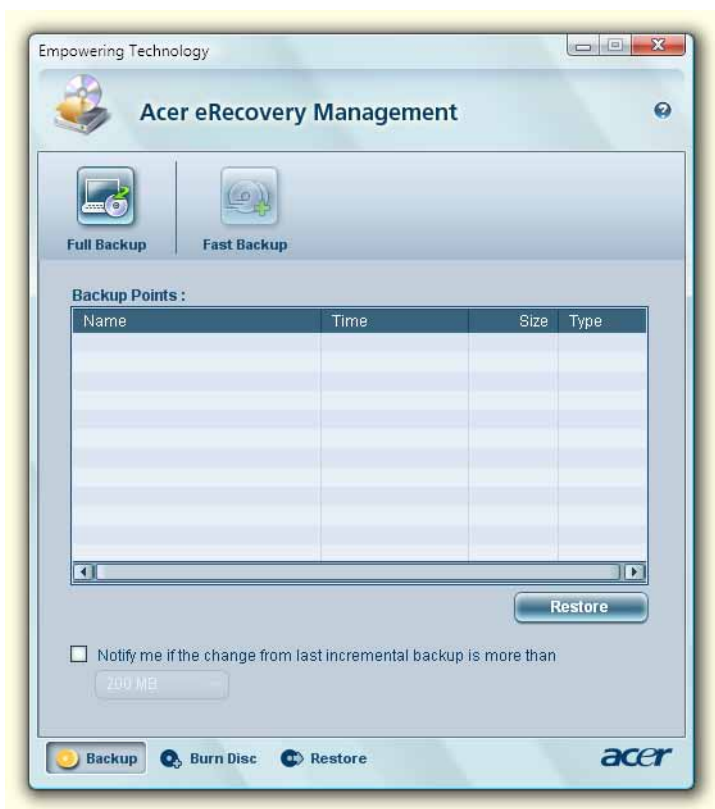 Empowering Technology
Acer eRecovery Management
Full Backup
Fast Backup
Backup Points :
Name Time Size Type
Restore
Notify me if the change from last incremental backup is more than
200 MB
Backup Burn Disc Restore acer